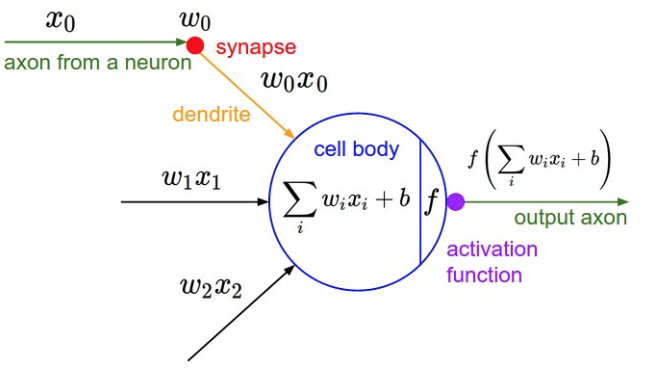 x₀
w₀
synapse
axon from a neuron
w₀x₀
dendrite
cell body
f(∑ᵢ wᵢxᵢ + b)
w₁x₁
∑ᵢ wᵢxᵢ + b
f
output axon
activation
function
w₂x₂